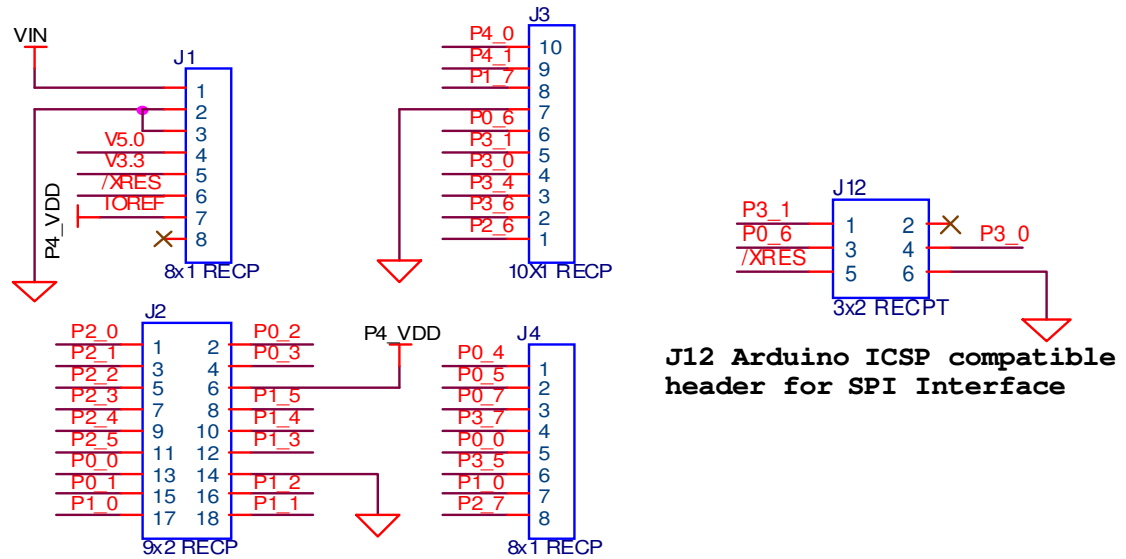 VIN
J1
1
2
3
V5.0
4
V3.3
5
/XRES
6
IOREF
7
8
P4_VDD
8x1 RECP
J3
P4_0 10
P4_1 9
P1_7 8
7
P0_6 6
P3_1 5
P3_0 4
P3_4 3
P3_6 2
P2_6 1
10X1 RECP
J12
P3_1 1 2
P0_6 3 4 P3_0
/XRES 5 6
3x2 RECPT
J12 Arduino ICSP compatible
header for SPI Interface
J2
P2_0 1 2 P0_2
P2_1 3 4 P0_3
P2_2 5 6 P4_VDD
P2_3 7 8 P1_5
P2_4 9 10 P1_4
P2_5 11 12 P1_3
P0_0 13 14
P0_1 15 16 P1_2
P1_0 17 18 P1_1
9x2 RECP
J4
P0_4 1
P0_5 2
P0_7 3
P3_7 4
P0_0 5
P3_5 6
P1_0 7
P2_7 8
8x1 RECP